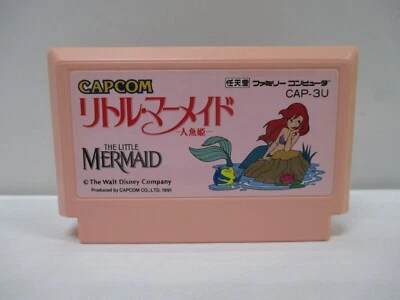 CAPCOM
任天堂 ファミリーコンピュータ
CAP-3U
リトル・マーメイド
―人魚姫―
THE LITTLE
MERMAID
© The Walt Disney Company
Produced by CAPCOM CO., LTD. 1991